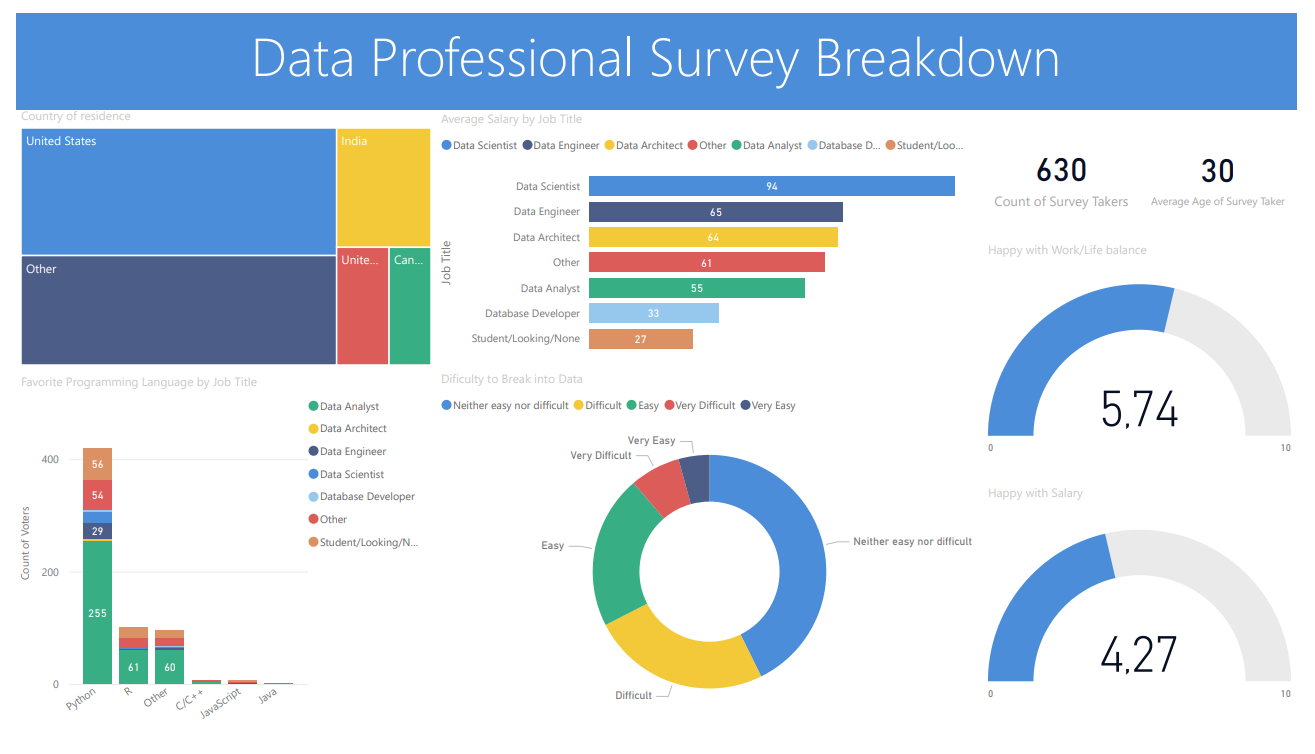 Data Professional Survey Breakdown
Country of residence
United States
India
Other
Unite...
Can...
Average Salary by Job Title
Data Scientist Data Engineer Data Architect Other Data Analyst Database D... Student/Loo...
Job Title
Data Scientist 94
Data Engineer 65
Data Architect 64
Other 61
Data Analyst 55
Database Developer 33
Student/Looking/None 27
630
Count of Survey Takers
30
Average Age of Survey Taker
Happy with Work/Life balance
5,74
0 10
Favorite Programming Language by Job Title
Data Analyst
Data Architect
Data Engineer
Data Scientist
Database Developer
Other
Student/Looking/N...
Count of Voters
400
200
0
56
54
29
255
61
60
Python R Other C/C++ JavaScript Java
Dificulty to Break into Data
Neither easy nor difficult Difficult Easy Very Difficult Very Easy
Very Easy
Very Difficult
Easy
Neither easy nor difficult
Difficult
Happy with Salary
4,27
0 10